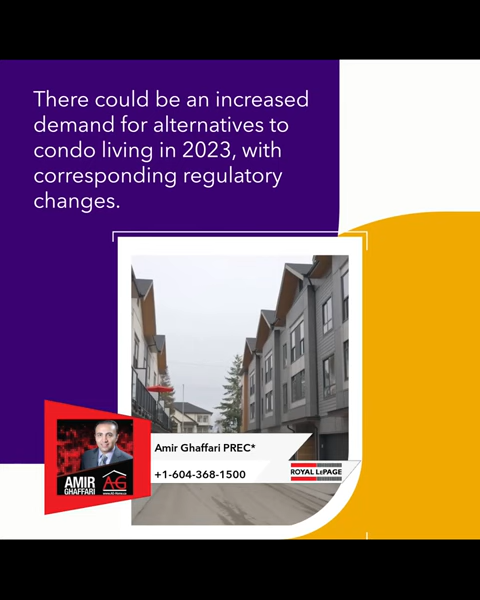 There could be an increased
demand for alternatives to
condo living in 2023, with
corresponding regulatory
changes.
Amir Ghaffari PREC*
+1-604-368-1500
ROYAL LEPAGE
AMIR
GHAFFARI
AG